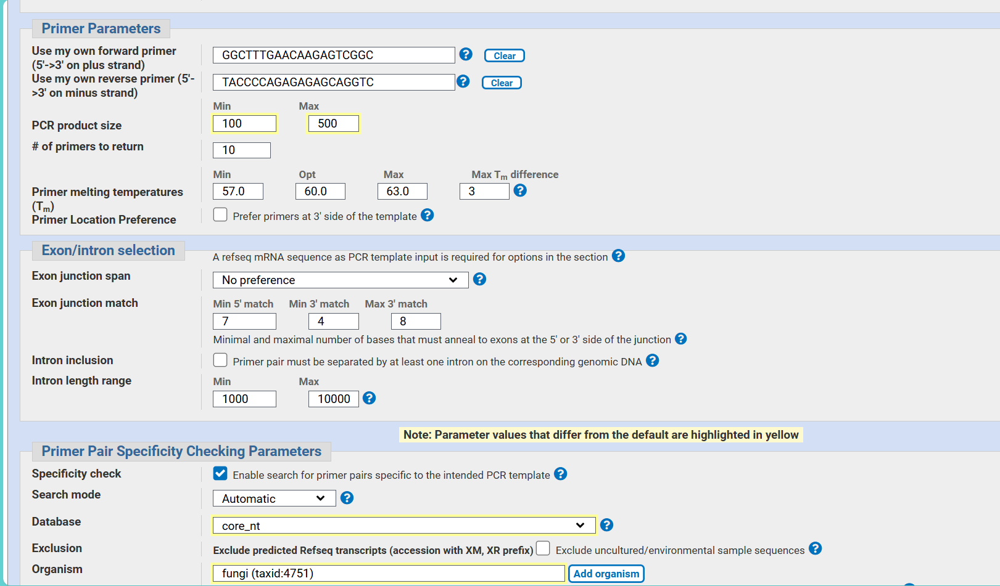 Primer Parameters
Use my own forward primer
(5'->3' on plus strand)
GGCTTTGAACAAGAGTCGGC
Clear
Use my own reverse primer (5'-
>3' on minus strand)
TACCCCAGAGAGAGCAGGTC
Clear
Min Max
PCR product size
100 500
# of primers to return
10
Min Opt Max Max Tm difference
Primer melting temperatures
(Tm)
57.0 60.0 63.0 3
Primer Location Preference
Prefer primers at 3' side of the template
Exon/intron selection
A refseq mRNA sequence as PCR template input is required for options in the section
Exon junction span
No preference
Exon junction match
Min 5' match Min 3' match Max 3' match
7 4 8
Minimal and maximal number of bases that must anneal to exons at the 5' or 3' side of the junction
Intron inclusion
Primer pair must be separated by at least one intron on the corresponding genomic DNA
Intron length range
Min Max
1000 10000
Note: Parameter values that differ from the default are highlighted in yellow
Primer Pair Specificity Checking Parameters
Specificity check
Enable search for primer pairs specific to the intended PCR template
Search mode
Automatic
Database
core_nt
Exclusion
Exclude predicted Refseq transcripts (accession with XM, XR prefix) Exclude uncultured/environmental sample sequences
Organism
fungi (taxid:4751)
Add organism